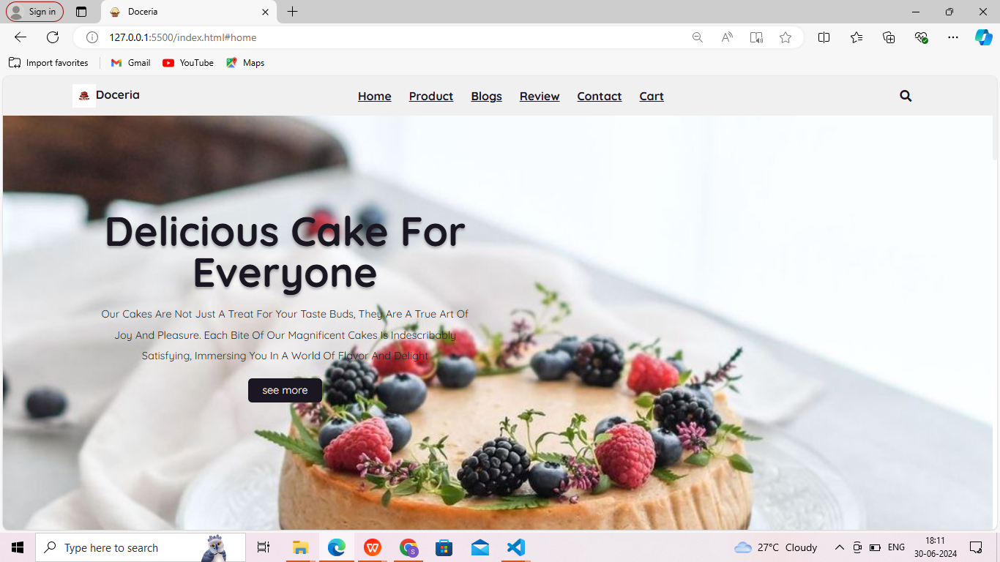 Sign in
Doceria
127.0.0.1:5500/index.html#home
Import favorites
Gmail
YouTube
Maps
Doceria
Home Product Blogs Review Contact Cart
Delicious Cake For
Everyone
Our Cakes Are Not Just A Treat For Your Taste Buds, They Are A True Art Of
Joy And Pleasure. Each Bite Of Our Magnificent Cakes Is Indescribably
Satisfying, Immersing You In A World Of Flavor And Delight
see more
Type here to search
27°C Cloudy
ENG
18:11
30-06-2024